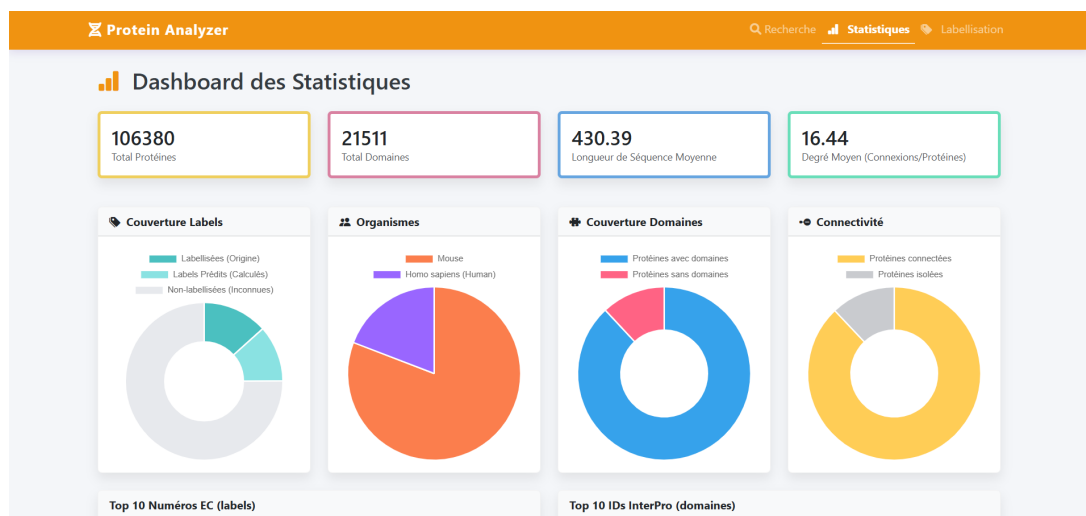 Protein Analyzer
Recherche Statistiques Labellisation
Dashboard des Statistiques
106380
Total Protéines
21511
Total Domaines
430.39
Longueur de Séquence Moyenne
16.44
Degré Moyen (Connexions/Protéines)
Couverture Labels
Labellisées (Origine)
Labels Prédits (Calculés)
Non-labellisées (Inconnues)
Organismes
Mouse
Homo sapiens (Human)
Couverture Domaines
Protéines avec domaines
Protéines sans domaines
Connectivité
Protéines connectées
Protéines isolées
Top 10 Numéros EC (labels)
Top 10 IDs InterPro (domaines)